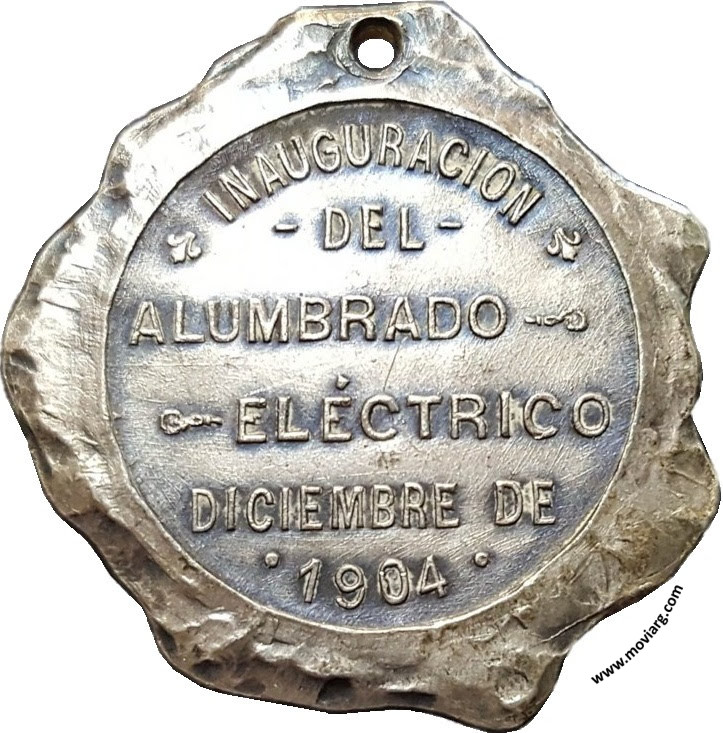 INAUGURACION
- DEL -
ALUMBRADO
ELÉCTRICO
DICIEMBRE DE
· 1904 ·
www.moviarg.com